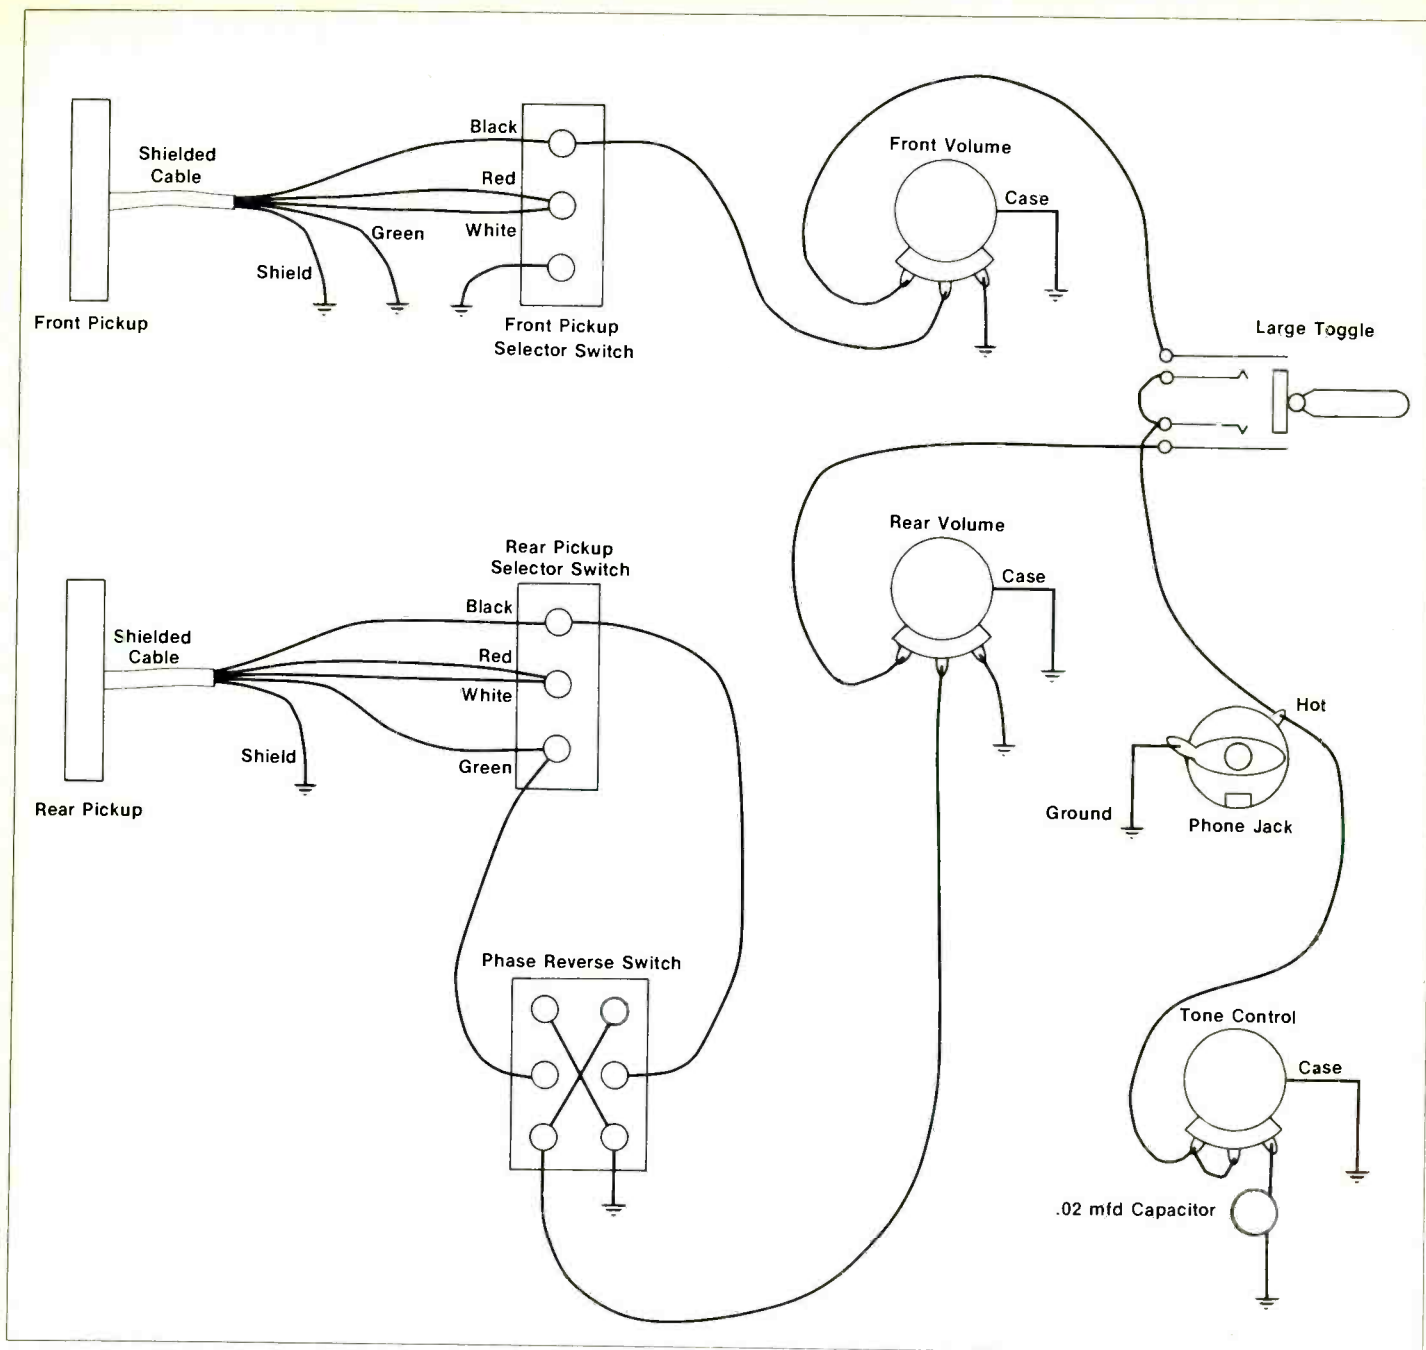 Shielded
Cable
Black
Red
White
Green
Shield
Front Pickup
Front Pickup
Selector Switch
Front Volume
Case
Large Toggle
Rear Pickup
Selector Switch
Shielded
Cable
Black
Red
White
Green
Shield
Rear Pickup
Rear Volume
Case
Hot
Ground
Phone Jack
Phase Reverse Switch
Tone Control
Case
.02 mfd Capacitor